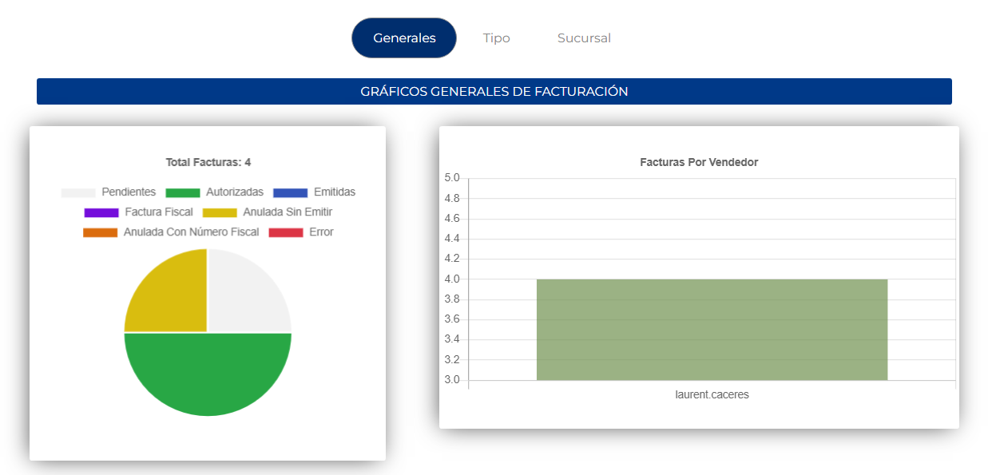 Generales Tipo Sucursal
GRÁFICOS GENERALES DE FACTURACIÓN
Total Facturas: 4
Pendientes Autorizadas Emitidas
Factura Fiscal Anulada Sin Emitir
Anulada Con Número Fiscal Error
Facturas Por Vendedor
5.0
4.8
4.6
4.4
4.2
4.0
3.8
3.6
3.4
3.2
3.0
laurent.caceres